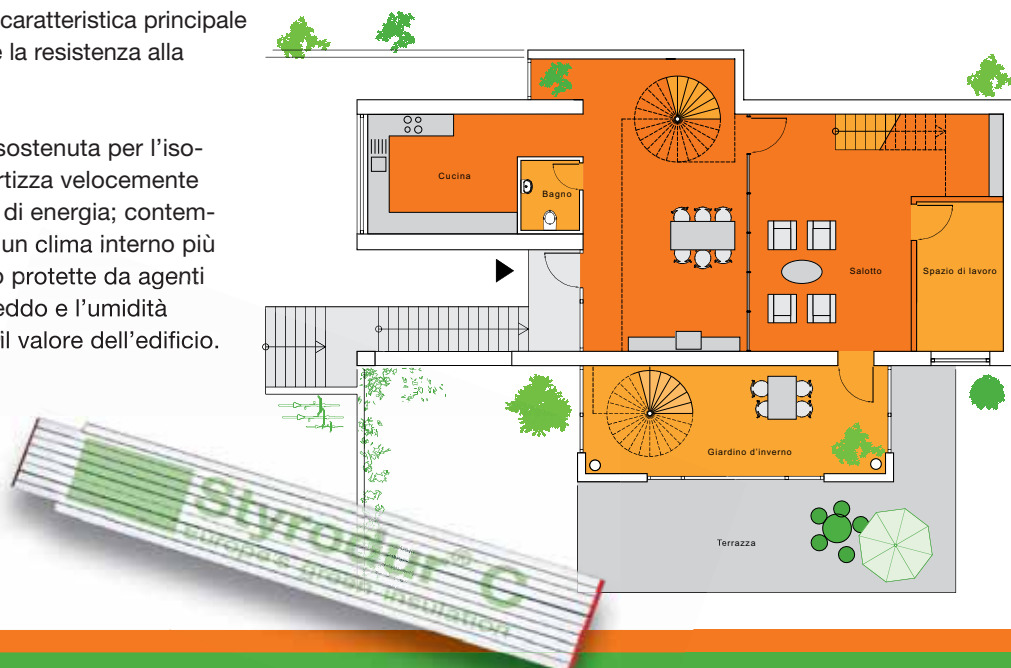 caratteristica principale
e la resistenza alla
sostenuta per l'iso-
rtizza velocemente
di energia; contem-
un clima interno più
o protette da agenti
eddo e l'umidità
il valore dell'edificio.
Cucina
Bagno
Salotto
Spazio di lavoro
Giardino d'inverno
Terrazza
Styrodur® C
Europe's green insulation